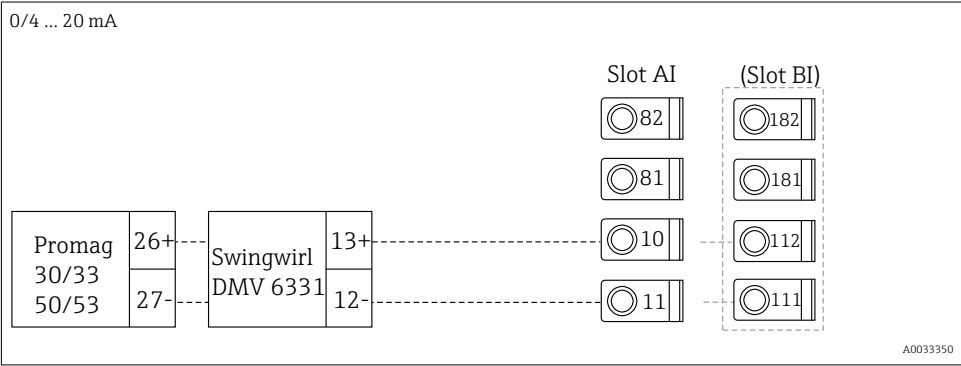 0/4 ... 20 mA
Slot AI
(Slot BI)
82
182
81
181
Promag
30/33
50/53
26+
27-
Swingwirl
DMV 6331
13+
12-
10
112
11
111
A0033350